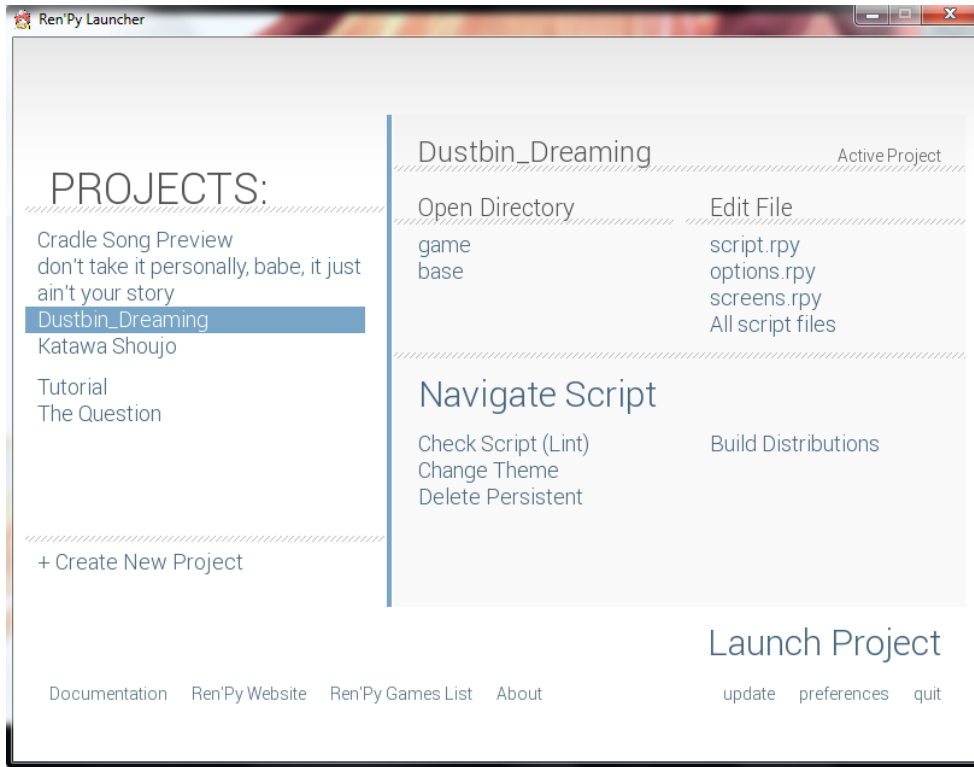 Ren'Py Launcher
PROJECTS:
Cradle Song Preview
don't take it personally, babe, it just
ain't your story
Dustbin_Dreaming
Katawa Shoujo
Tutorial
The Question
+ Create New Project
Dustbin_Dreaming
Active Project
Open Directory
game
base
Edit File
script.rpy
options.rpy
screens.rpy
All script files
Navigate Script
Check Script (Lint)
Change Theme
Delete Persistent
Build Distributions
Launch Project
Documentation Ren'Py Website Ren'Py Games List About
update preferences quit